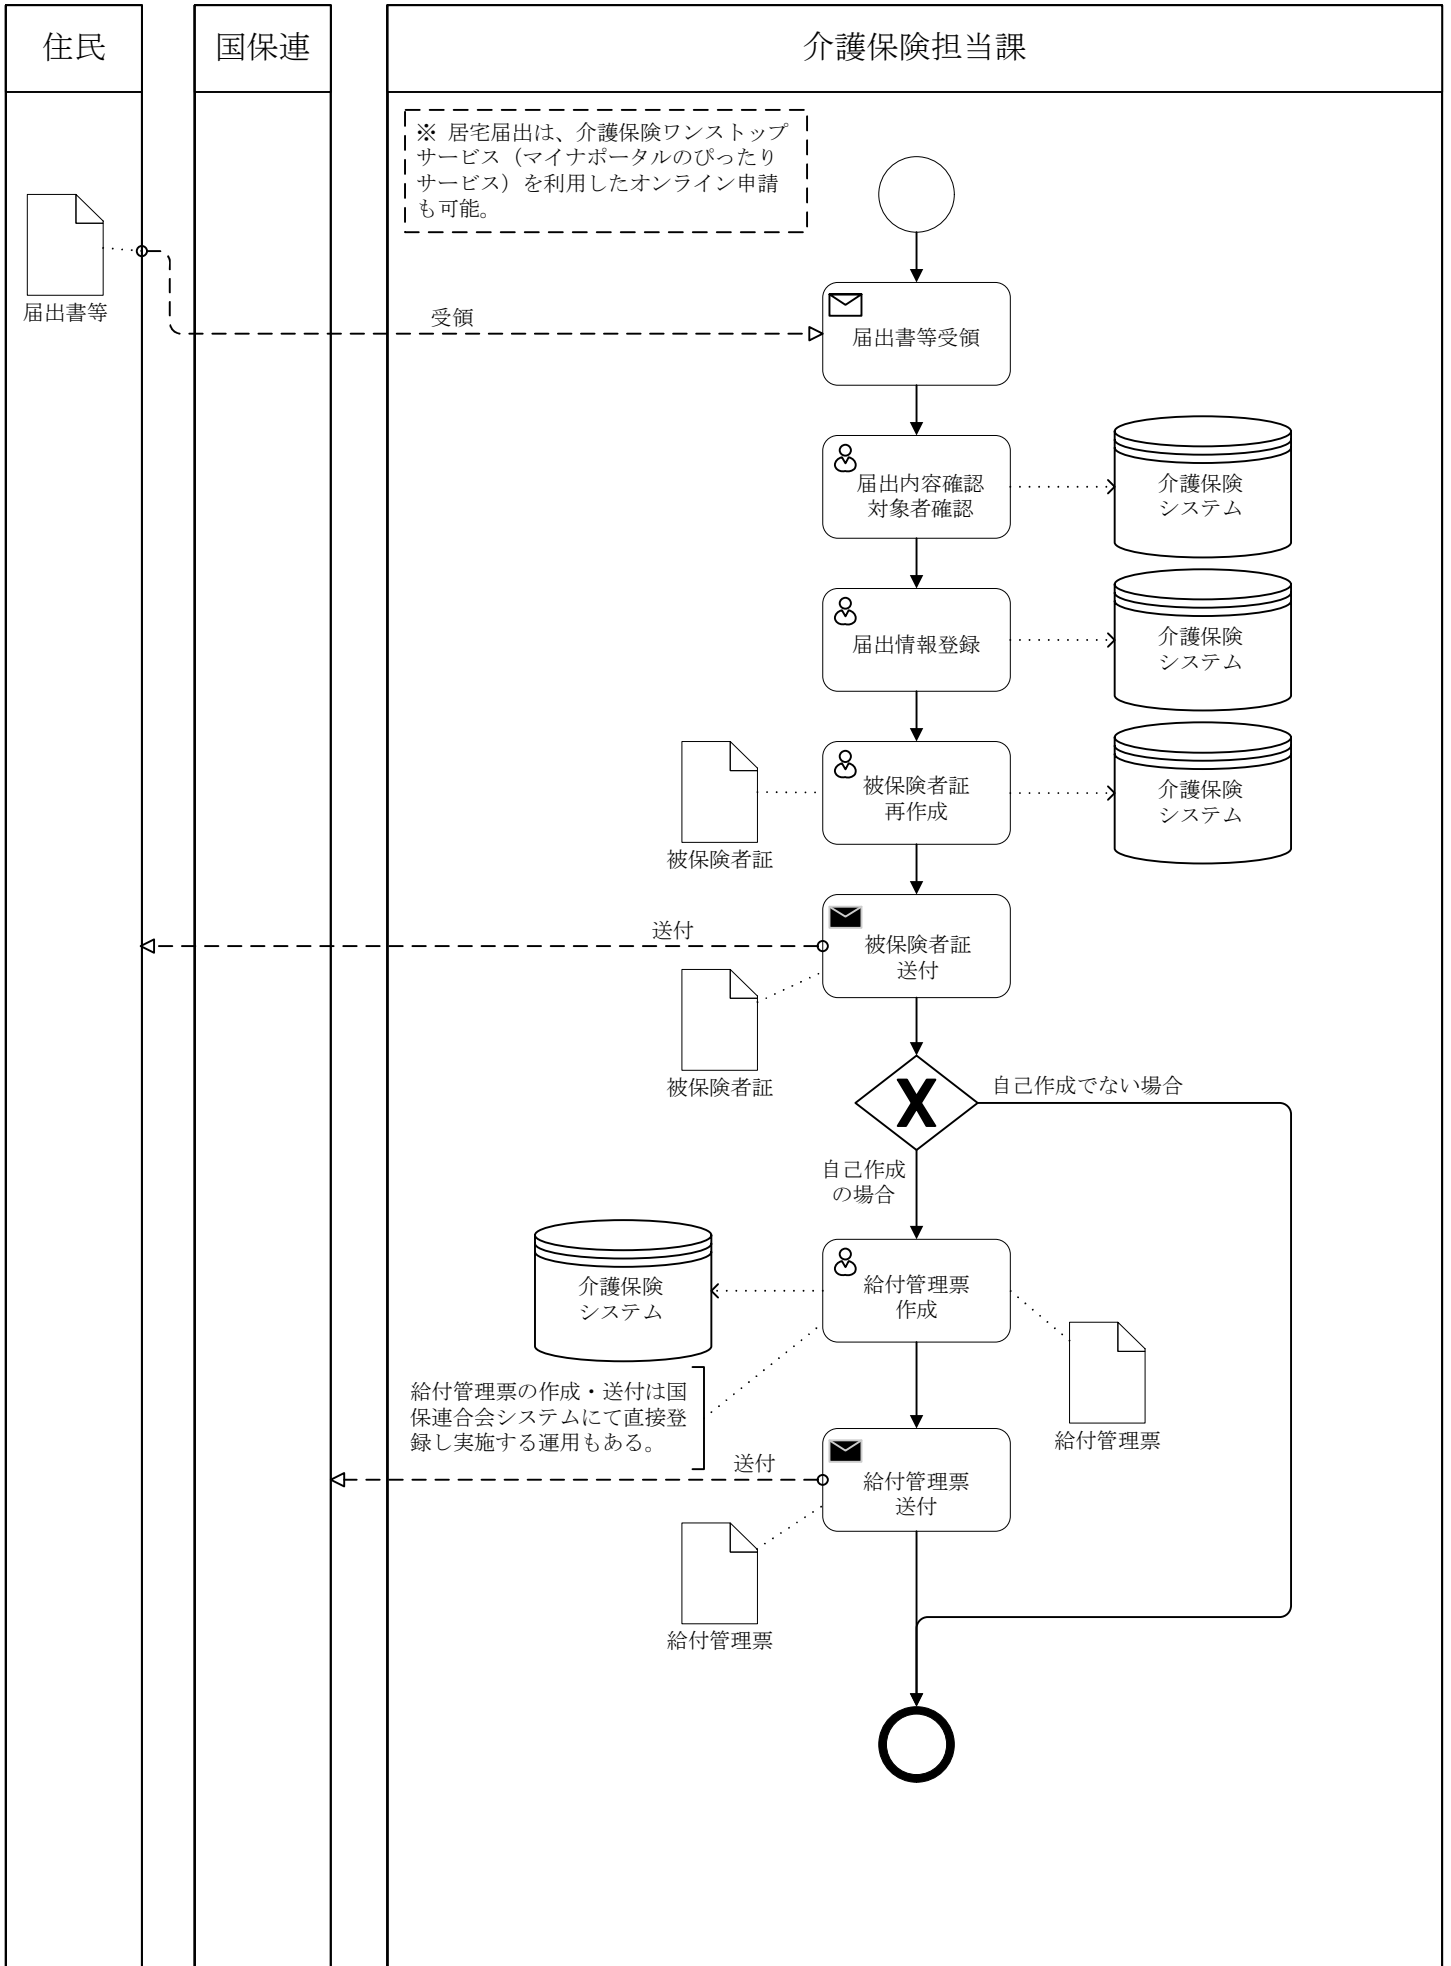 住民
国保連
介護保険担当課
※ 居宅届出は、介護保険ワンストップ
サービス（マイナポータルのぴったり
サービス）を利用したオンライン申請
も可能。
届出書等
受領
届出書等受領
届出内容確認
対象者確認
介護保険
システム
届出情報登録
介護保険
システム
被保険者証
再作成
介護保険
システム
被保険者証
送付
被保険者証
送付
被保険者証
自己作成でない場合
自己作成
の場合
介護保険
システム
給付管理票
作成
給付管理票
給付管理票の作成・送付は国
保連合会システムにて直接登
録し実施する運用もある。
送付
給付管理票
送付
給付管理票